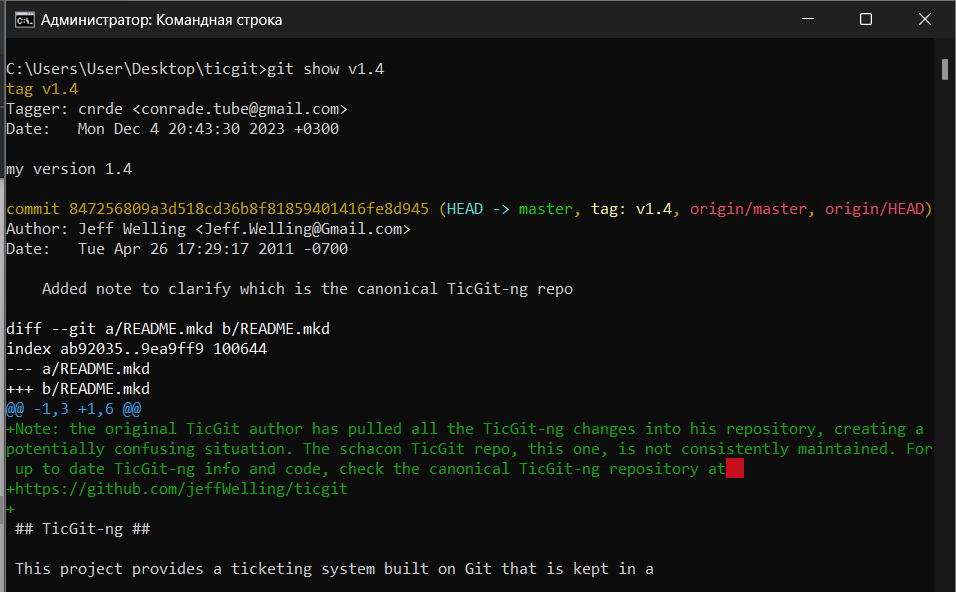 Администратор: Командная строка
C:\Users\User\Desktop\ticgit>git show v1.4
tag v1.4
Tagger: cnrde <conrade.tube@gmail.com>
Date:   Mon Dec 4 20:43:30 2023 +0300
my version 1.4
commit 847256809a3d518cd36b8f81859401416fe8d945 (HEAD -> master, tag: v1.4, origin/master, origin/HEAD)
Author: Jeff Welling <Jeff.Welling@Gmail.com>
Date:   Tue Apr 26 17:29:17 2011 -0700
    Added note to clarify which is the canonical TicGit-ng repo
diff --git a/README.mkd b/README.mkd
index ab92035..9ea9ff9 100644
--- a/README.mkd
+++ b/README.mkd
@@ -1,3 +1,6 @@
+Note: the original TicGit author has pulled all the TicGit-ng changes into his repository, creating a
potentially confusing situation. The schacon TicGit repo, this one, is not consistently maintained. For
 up to date TicGit-ng info and code, check the canonical TicGit-ng repository at
+https://github.com/jeffWelling/ticgit
+
 ## TicGit-ng ##
 This project provides a ticketing system built on Git that is kept in a